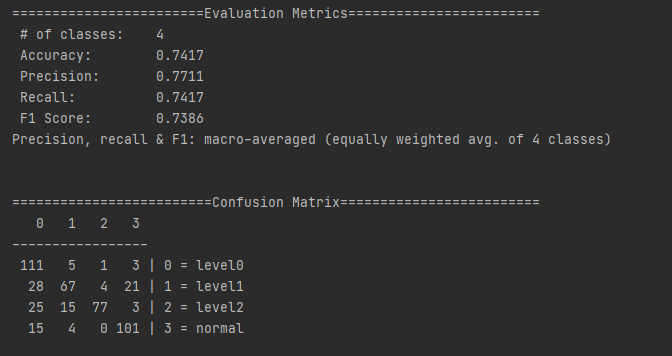 ========================Evaluation Metrics========================
# of classes:    4
Accuracy:        0.7417
Precision:       0.7711
Recall:          0.7417
F1 Score:        0.7386
Precision, recall & F1: macro-averaged (equally weighted avg. of 4 classes)
=========================Confusion Matrix=========================
   0   1   2   3
-----------------
 111   5   1   3 | 0 = level0
  28  67   4  21 | 1 = level1
  25  15  77   3 | 2 = level2
  15   4   0 101 | 3 = normal